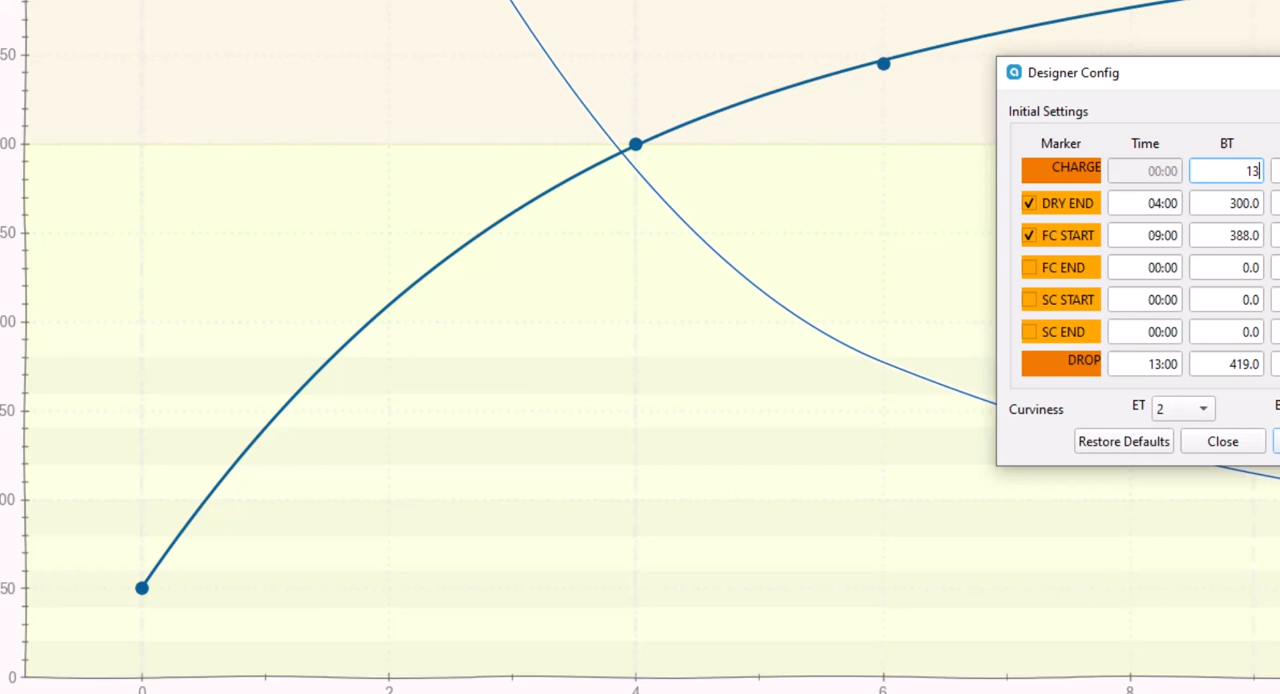 Designer Config
Initial Settings
Marker Time BT
CHARGE 00:00 13
DRY END 04:00 300.0
FC START 09:00 388.0
FC END 00:00 0.0
SC START 00:00 0.0
SC END 00:00 0.0
DROP 13:00 419.0
Curviness ET 2
Restore Defaults Close
50
00
50
00
50
00
50
0
0 2 4 6 8